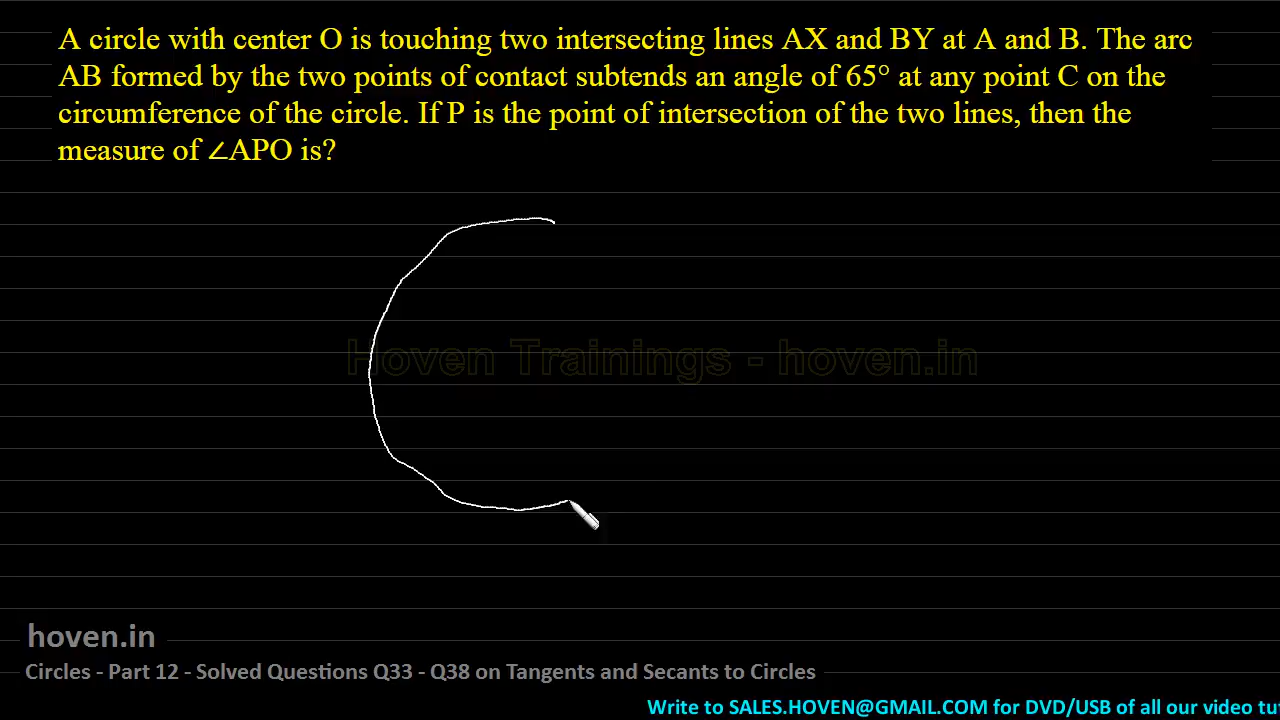 A circle with center O is touching two intersecting lines AX and BY at A and B. The arc
AB formed by the two points of contact subtends an angle of 65° at any point C on the
circumference of the circle. If P is the point of intersection of the two lines, then the
measure of ∠APO is?
Hoven Trainings - hoven.in
hoven.in
Circles - Part 12 - Solved Questions Q33 - Q38 on Tangents and Secants to Circles
Write to SALES.HOVEN@GMAIL.COM for DVD/USB of all our video tu